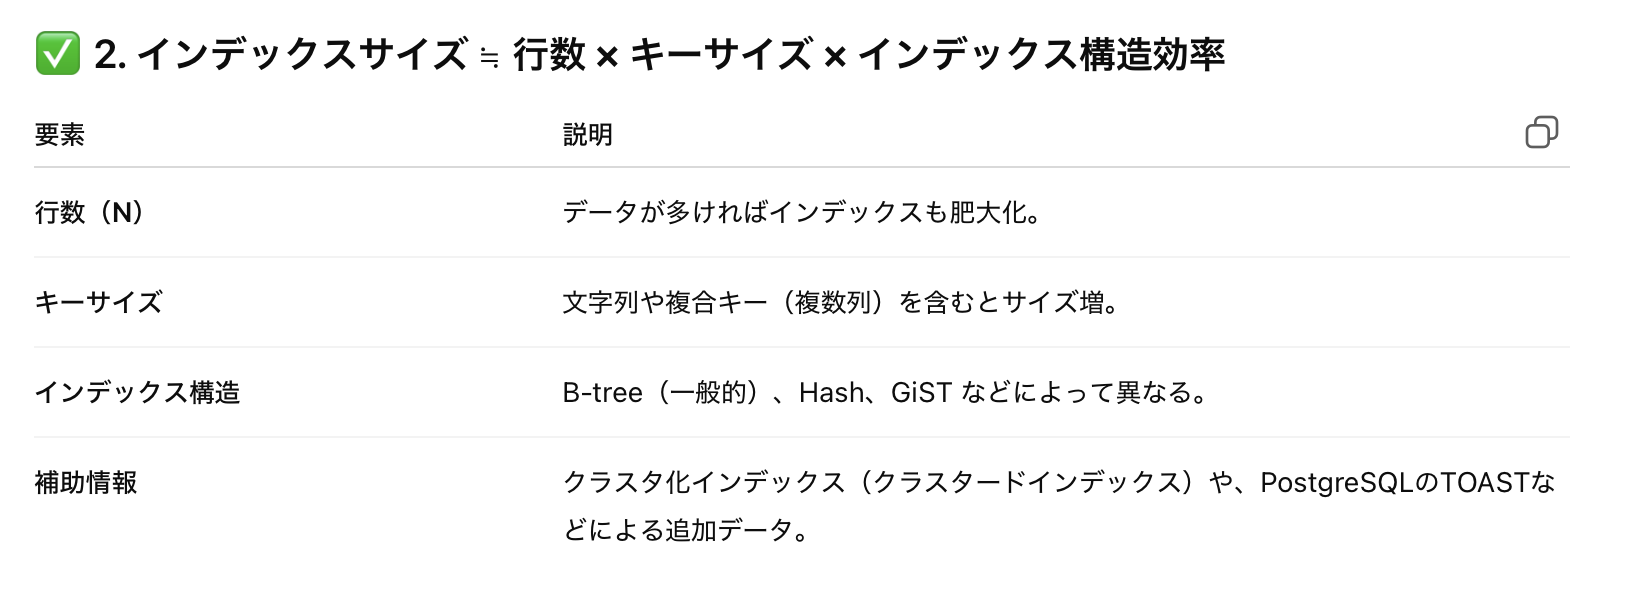 ✅ 2. インデックスサイズ ≒ 行数 × キーサイズ × インデックス構造効率
要素 説明
行数（N） データが多ければインデックスも肥大化。
キーサイズ 文字列や複合キー（複数列）を含むとサイズ増。
インデックス構造 B-tree（一般的）、Hash、GiST などによって異なる。
補助情報 クラスタ化インデックス（クラスタードインデックス）や、PostgreSQLのTOASTな
どによる追加データ。